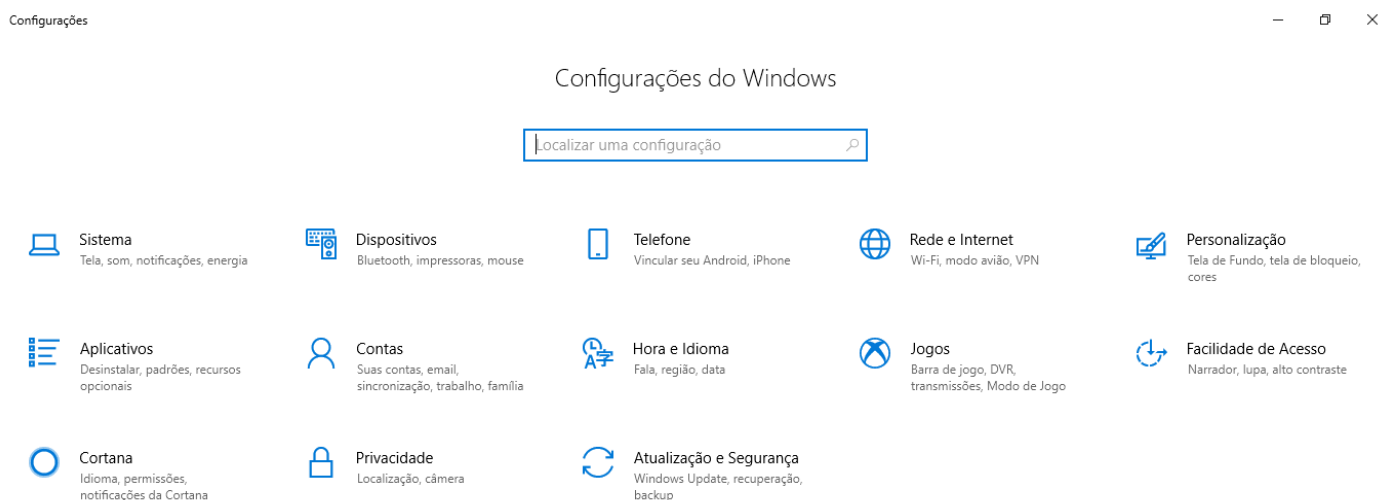 Configurações
Configurações do Windows
Localizar uma configuração
Sistema
Tela, som, notificações, energia
Dispositivos
Bluetooth, impressoras, mouse
Telefone
Vincular seu Android, iPhone
Rede e Internet
Wi-Fi, modo avião, VPN
Personalização
Tela de Fundo, tela de bloqueio,
cores
Aplicativos
Desinstalar, padrões, recursos
opcionais
Contas
Suas contas, email,
sincronização, trabalho, família
Hora e Idioma
Fala, região, data
Jogos
Barra de jogo, DVR,
transmissões, Modo de Jogo
Facilidade de Acesso
Narrador, lupa, alto contraste
Cortana
Idioma, permissões,
notificações da Cortana
Privacidade
Localização, câmera
Atualização e Segurança
Windows Update, recuperação,
backup